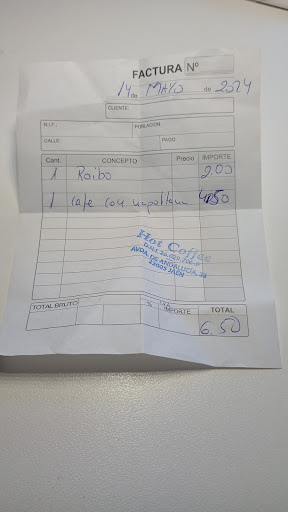 FACTURA Nº
14 de MAYO de 2024
CLIENTE:
N.I.F.: POBLACIÓN:
CALLE: PAGO:
Cant. CONCEPTO Precio IMPORTE
1 Roibo 2,00
1 cafe con 4,50
Hot Coffee
AVDA. DE ANDALUCIA,
23005 JAEN
TOTAL BRUTO % I.V.A. IMPORTE TOTAL
6,50